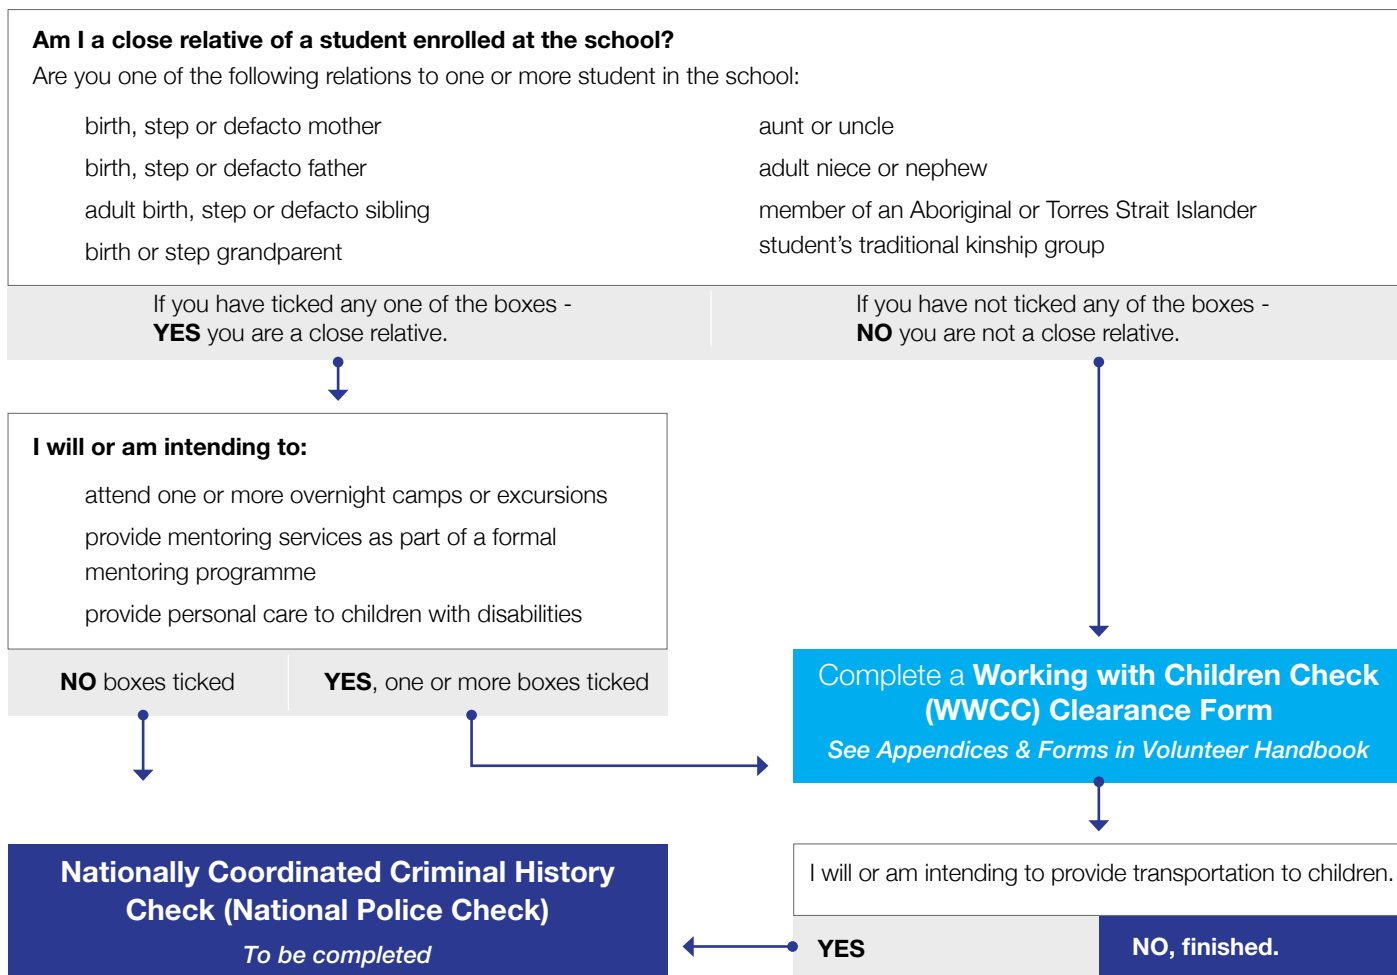 Am I a close relative of a student enrolled at the school?
Are you one of the following relations to one or more student in the school:
birth, step or defacto mother
birth, step or defacto father
adult birth, step or defacto sibling
birth or step grandparent
aunt or uncle
adult niece or nephew
member of an Aboriginal or Torres Strait Islander
student’s traditional kinship group
If you have ticked any one of the boxes -
YES you are a close relative.
If you have not ticked any of the boxes -
NO you are not a close relative.
I will or am intending to:
attend one or more overnight camps or excursions
provide mentoring services as part of a formal
mentoring programme
provide personal care to children with disabilities
NO boxes ticked
YES, one or more boxes ticked
Complete a Working with Children Check
(WWCC) Clearance Form
See Appendices & Forms in Volunteer Handbook
Nationally Coordinated Criminal History
Check (National Police Check)
To be completed
I will or am intending to provide transportation to children.
YES
NO, finished.